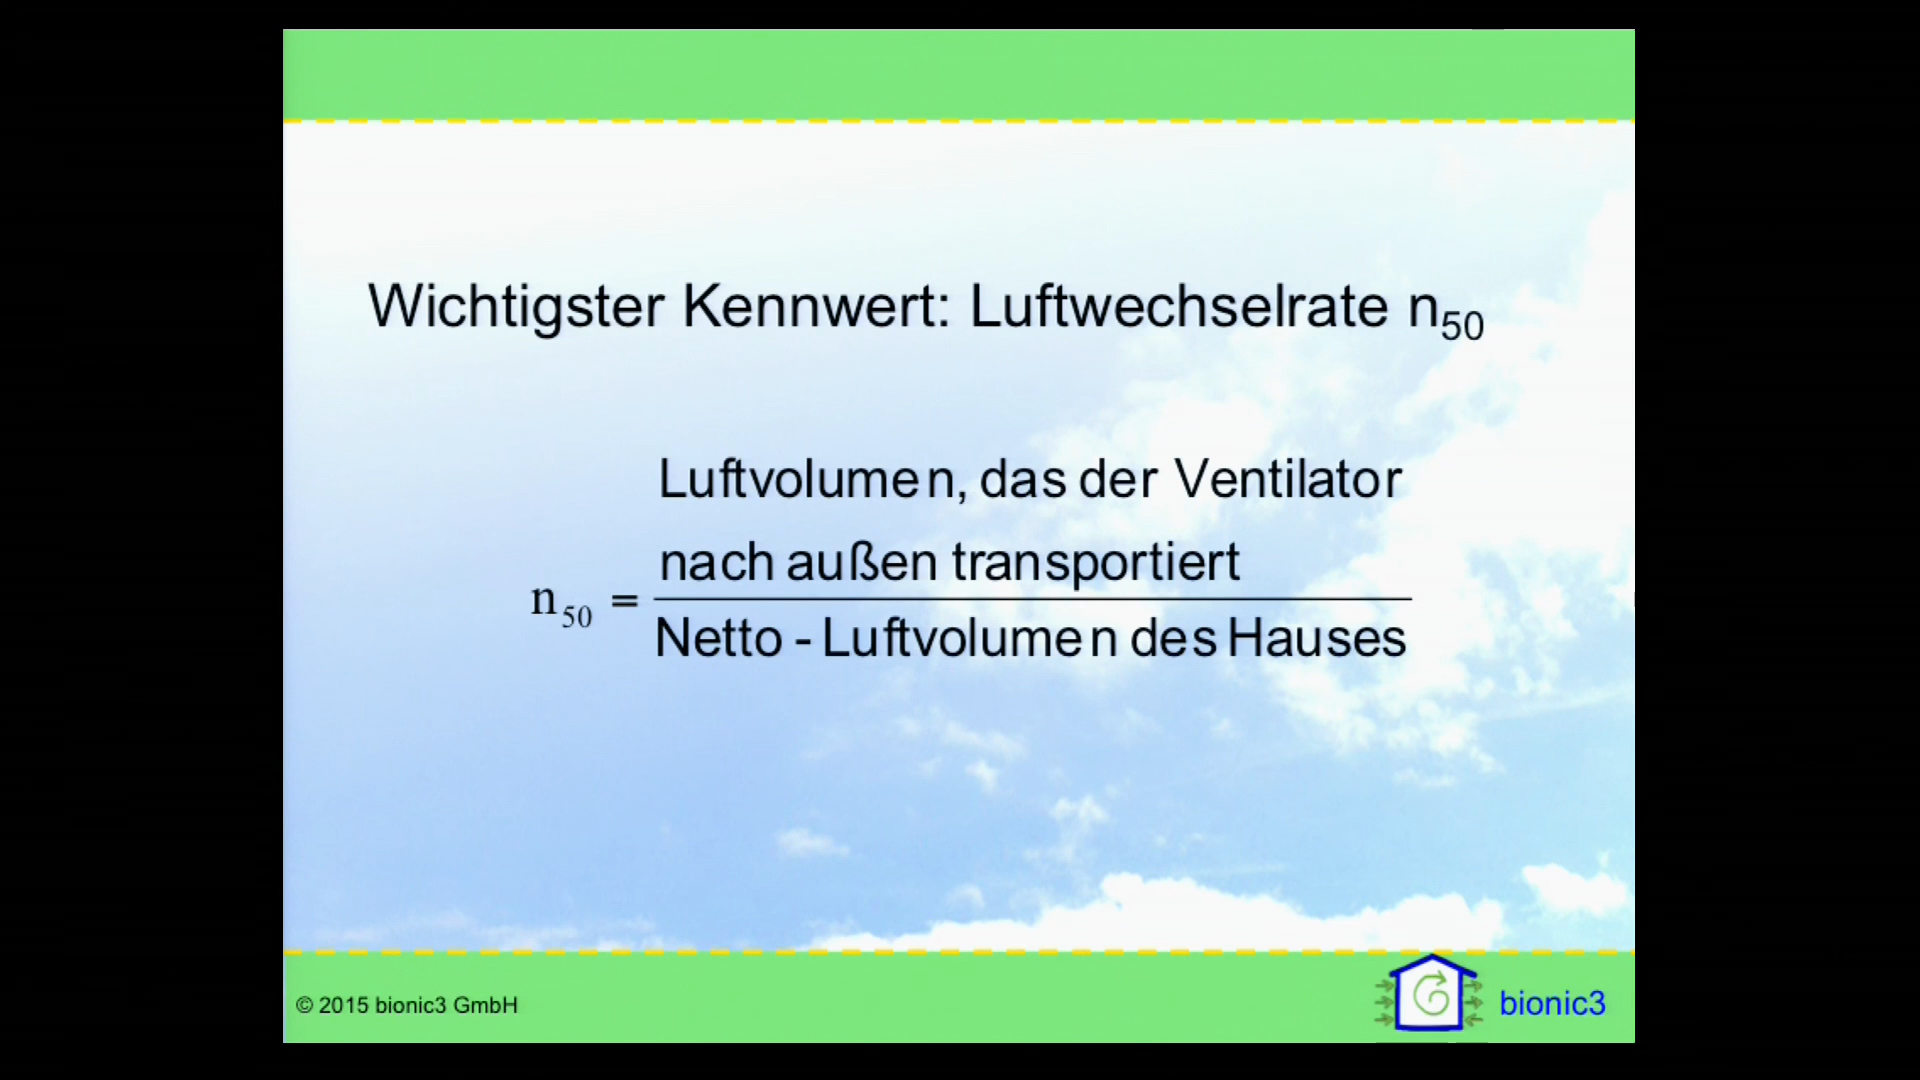 Wichtigster Kennwert: Luftwechselrate n₅₀
Luftvolumen, das der Ventilator
nach außen transportiert
n₅₀ =
Netto - Luftvolumen des Hauses
© 2015 bionic3 GmbH
bionic3